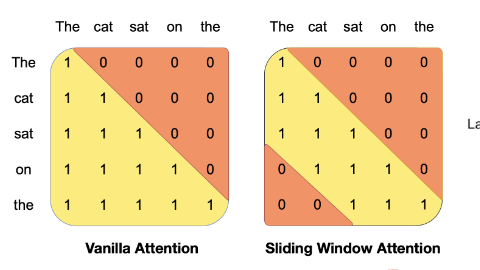 The cat sat on the The cat sat on the
The 1 0 0 0 0 1 0 0 0 0
cat 1 1 0 0 0 1 1 0 0 0
sat 1 1 1 0 0 1 1 1 0 0 La
on 1 1 1 1 0 0 1 1 1 0
the 1 1 1 1 1 0 0 1 1 1
Vanilla Attention Sliding Window Attention